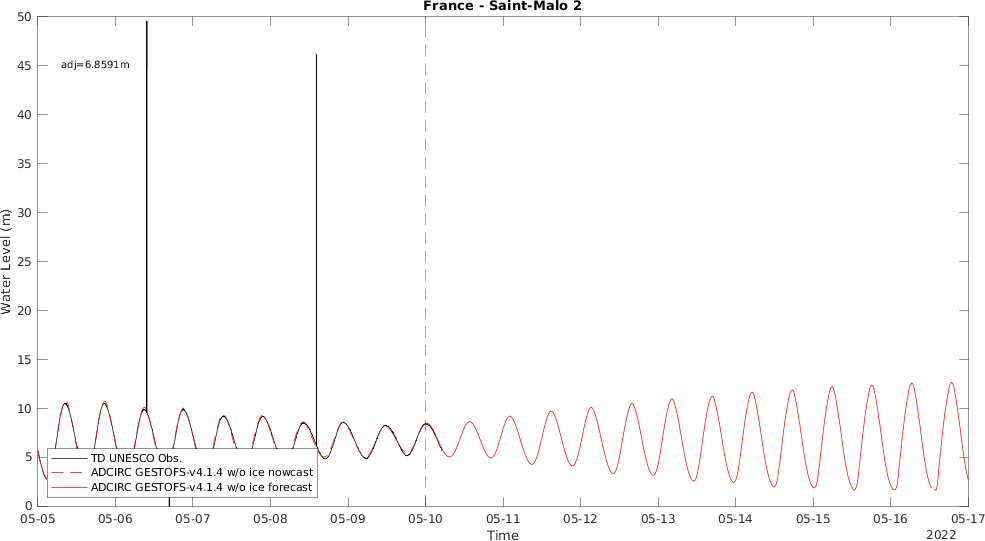 France - Saint-Malo 2
50
45
40
35
30
25
20
15
10
5
0
Water Level (m)
adj=6.8591m
TD UNESCO Obs.
ADCIRC GESTOFS-v4.1.4 w/o ice nowcast
ADCIRC GESTOFS-v4.1.4 w/o ice forecast
05-05 05-06 05-07 05-08 05-09 05-10 05-11 05-12 05-13 05-14 05-15 05-16 05-17
Time
2022